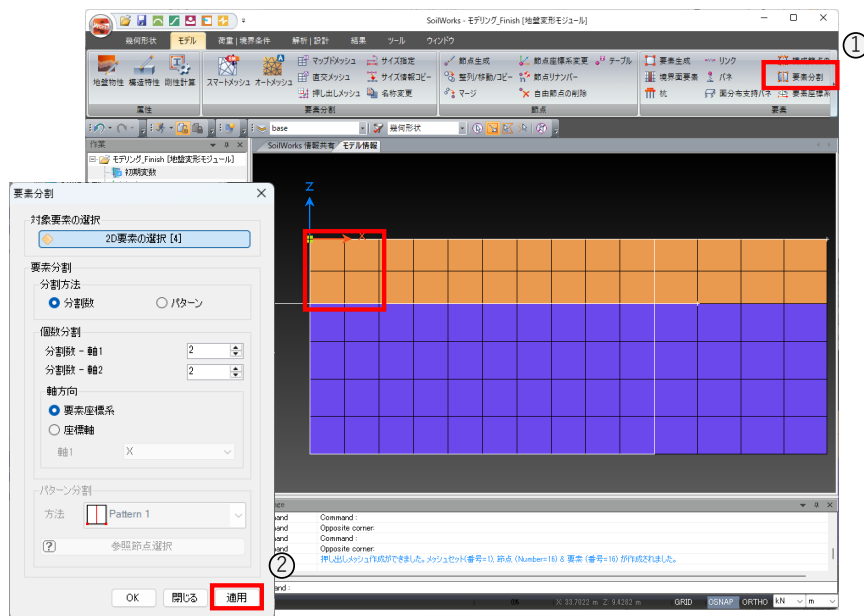 SoilWorks - モデリング_Finish [地盤変形モジュール]
①
幾何形状 モデル 荷重|境界条件 解析|設計 結果 ツール ウィンドウ
地盤物性 構造特性 剛性計算
スマートメッシュ オートメッシュ
マップドメッシュ サイズ指定
直交メッシュ サイズ情報コピー
押し出しメッシュ 名称変更
節点生成 節点座標系変更 テーブル
整列/移動/コピー 節点リナンバー
マージ 自由節点の削除
要素生成 リンク
境界面要素 バネ 要素分割
杭 面分布支持バネ 要素座標系
属性 要素分割 節点 要素
base 幾何形状
作業
SoilWorks 情報共有 モデル情報
モデリング_Finish [地盤変形モジュール]
初期変数
Z
X
要素分割
対象要素の選択
2D要素の選択 [4]
要素分割
分割方法
分割数 パターン
個数分割
分割数 - 軸1 2
分割数 - 軸2 2
軸方向
要素座標系
座標軸
軸1 X
パターン分割
方法 Pattern 1
参照節点選択
②
OK 閉じる 適用
Command :
Opposite corner:
Command :
Opposite corner:
押し出しメッシュ作成ができました。メッシュセット(番号=1), 節点 (Number=16) & 要素 (番号=16) が作成されました。
GRID OSNAP ORTHO kN m